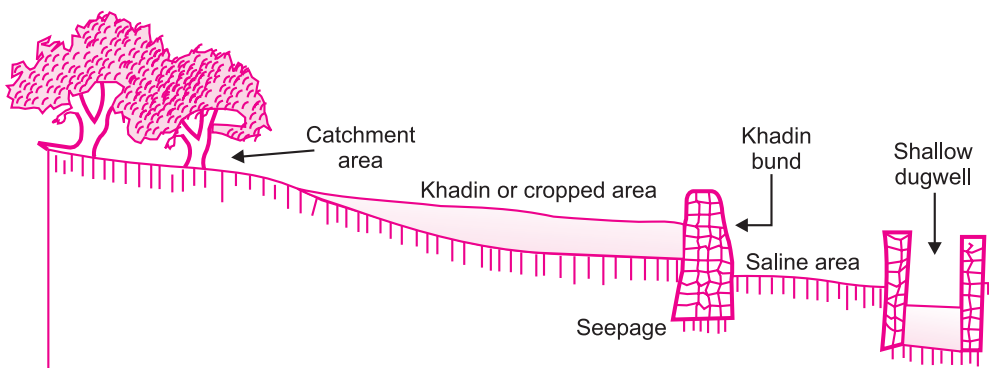 Catchment
area
Khadin or cropped area
Khadin
bund
Shallow
dugwell
Saline area
Seepage